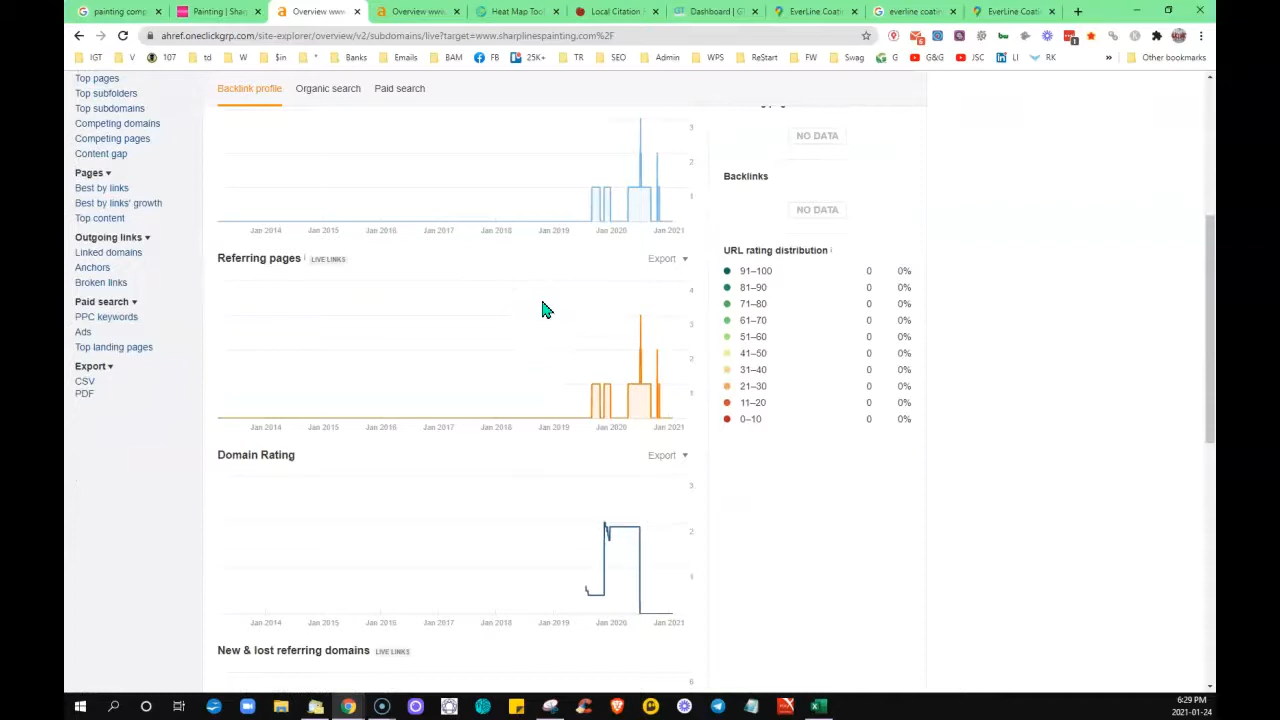 painting comp
Painting | Sha
Overview www
Overview www
Heat Map Too
Local Citation F
Dashboard | G
EverLine Coati
everline coatin
EverLine Coati
ahref.oneclickgrp.com/site-explorer/overview/v2/subdomains/live?target=www.sharplinespainting.com%2F
IGT V 107 td W $in * Banks Emails BAM FB 25K+ TR SEO Admin WPS ReStart FW Swag G G&G JSC LI RK » Other bookmarks
Top pages
Top subfolders
Top subdomains
Competing domains
Competing pages
Content gap
Pages
Best by links
Best by links' growth
Top content
Outgoing links
Linked domains
Anchors
Broken links
Paid search
PPC keywords
Ads
Top landing pages
Export
CSV
PDF
Backlink profile Organic search Paid search
3
2
1
Jan 2014 Jan 2015 Jan 2016 Jan 2017 Jan 2018 Jan 2019 Jan 2020 Jan 2021
Referring pages LIVE LINKS Export
4
3
2
1
Jan 2014 Jan 2015 Jan 2016 Jan 2017 Jan 2018 Jan 2019 Jan 2020 Jan 2021
Domain Rating Export
3
2
1
Jan 2014 Jan 2015 Jan 2016 Jan 2017 Jan 2018 Jan 2019 Jan 2020 Jan 2021
New & lost referring domains LIVE LINKS
6
NO DATA
Backlinks
NO DATA
URL rating distribution
91–100 0 0%
81–90 0 0%
71–80 0 0%
61–70 0 0%
51–60 0 0%
41–50 0 0%
31–40 0 0%
21–30 0 0%
11–20 0 0%
0–10 0 0%
6:29 PM
2021-01-24